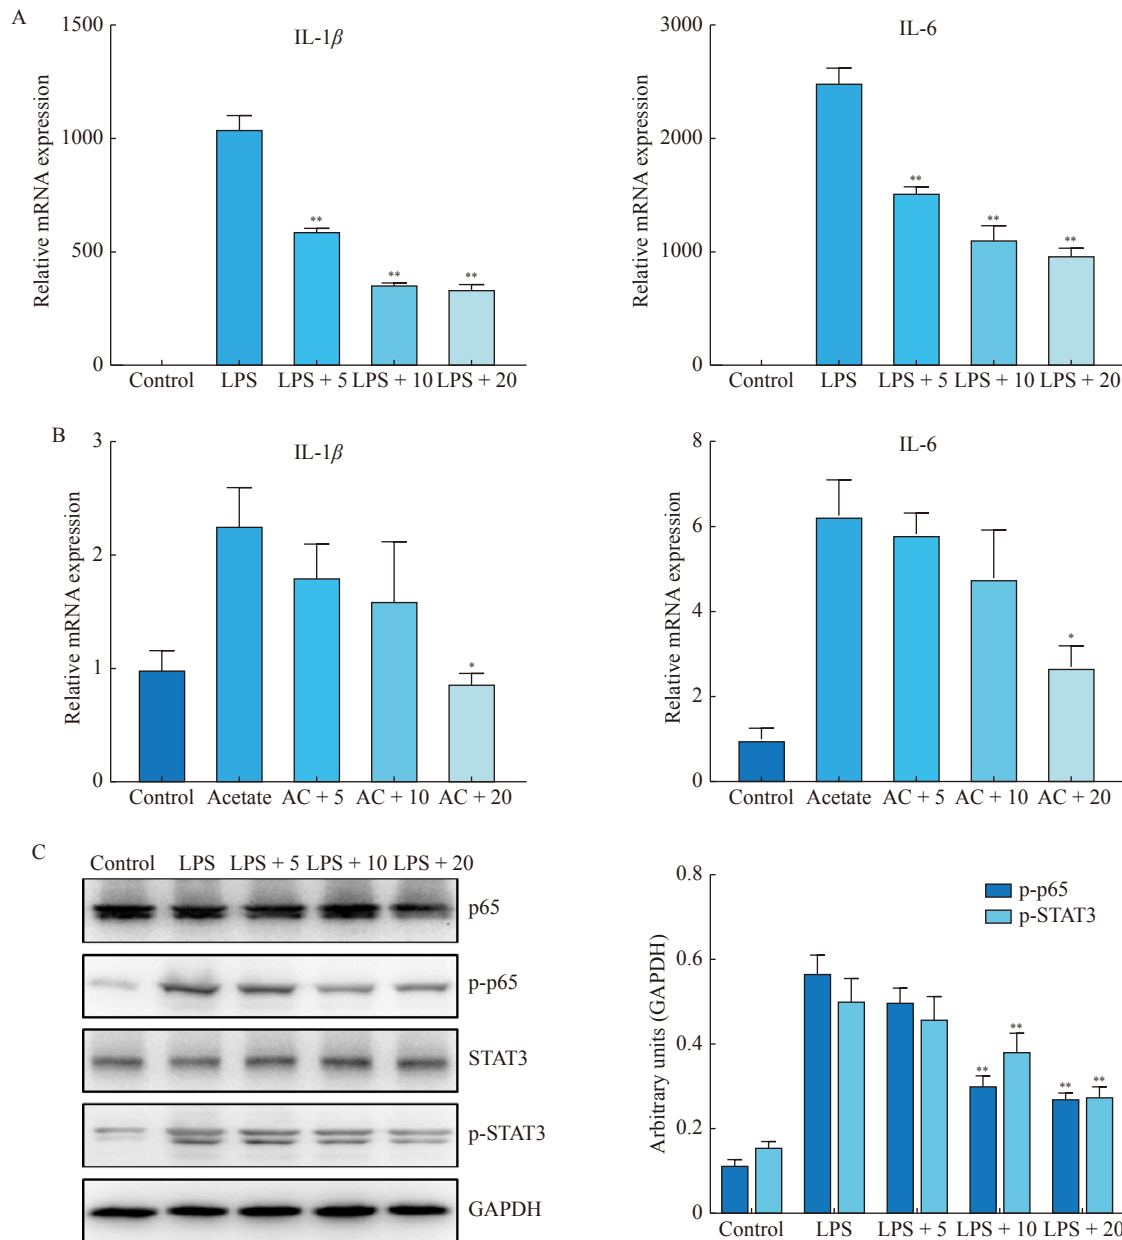 A
IL-1β
Relative mRNA expression
1500
1000
500
0
Control LPS LPS + 5 LPS + 10 LPS + 20
IL-6
Relative mRNA expression
3000
2000
1000
0
Control LPS LPS + 5 LPS + 10 LPS + 20
** ** **
** ** **
B
IL-1β
Relative mRNA expression
3
2
1
0
Control Acetate AC + 5 AC + 10 AC + 20
*
IL-6
Relative mRNA expression
8
6
4
2
0
Control Acetate AC + 5 AC + 10 AC + 20
*
C
Control LPS LPS + 5 LPS + 10 LPS + 20
p65
p-p65
STAT3
p-STAT3
GAPDH
Arbitrary units (GAPDH)
0.8
0.6
0.4
0.2
0
p-p65
p-STAT3
** ** ** **
Control LPS LPS + 5 LPS + 10 LPS + 20